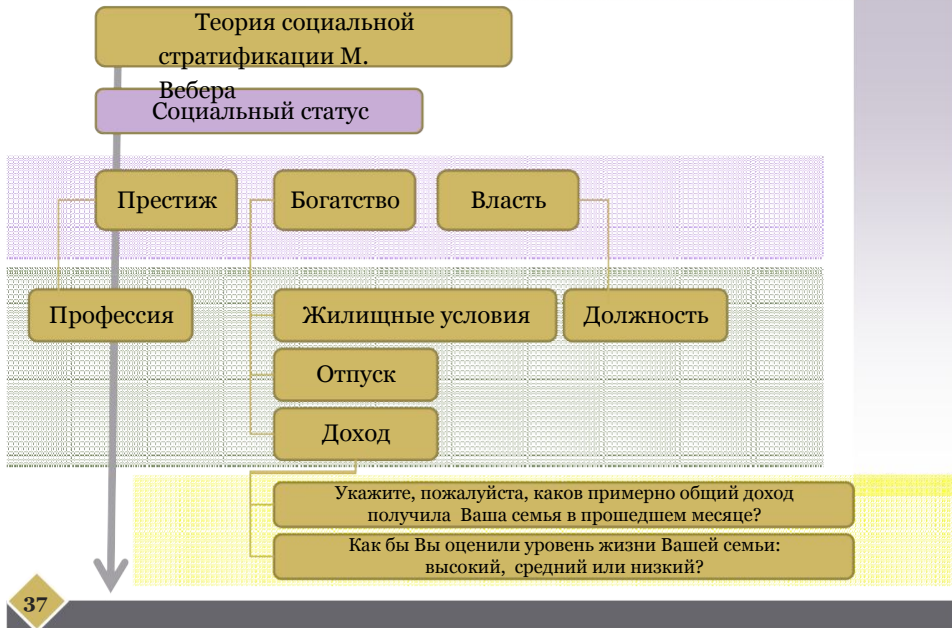 Теория социальной
стратификации М.
Вебера
Социальный статус
Престиж
Богатство
Власть
Профессия
Жилищные условия
Должность
Отпуск
Доход
Укажите, пожалуйста, каков примерно общий доход
получила Ваша семья в прошедшем месяце?
Как бы Вы оценили уровень жизни Вашей семьи:
высокий, средний или низкий?
37